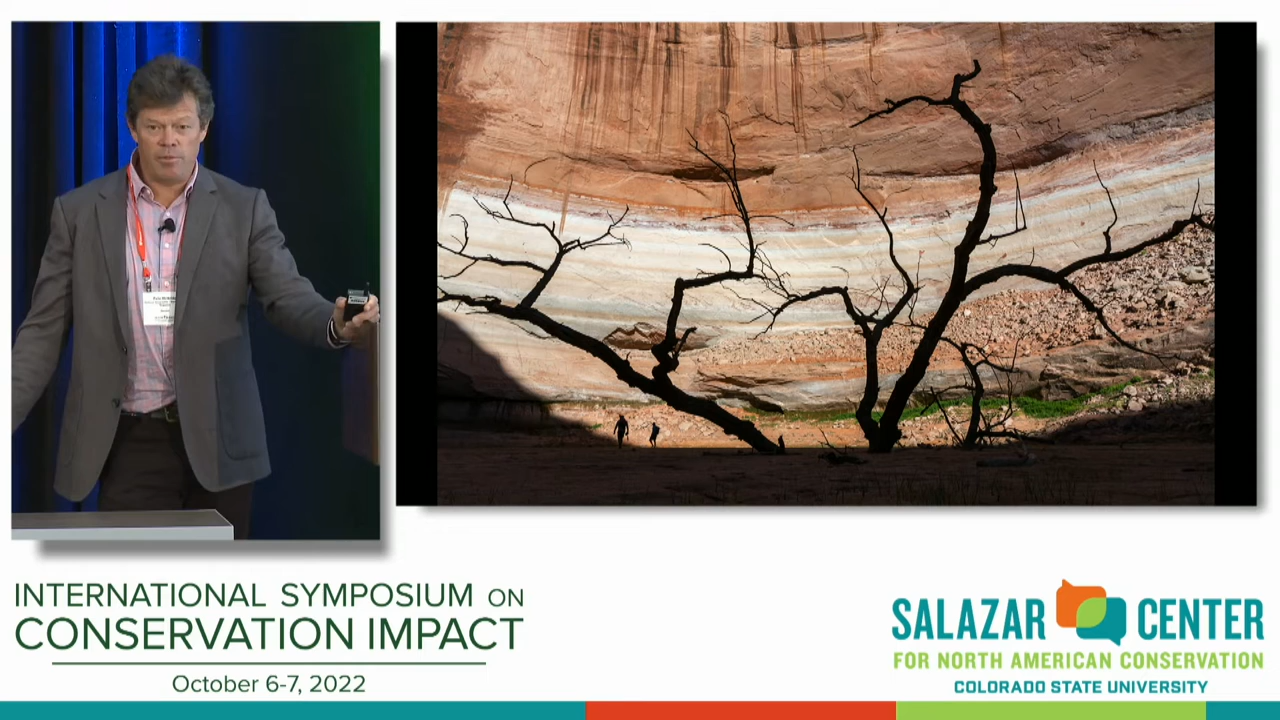 INTERNATIONAL SYMPOSIUM ON
CONSERVATION IMPACT
October 6-7, 2022
SALAZAR CENTER
FOR NORTH AMERICAN CONSERVATION
COLORADO STATE UNIVERSITY